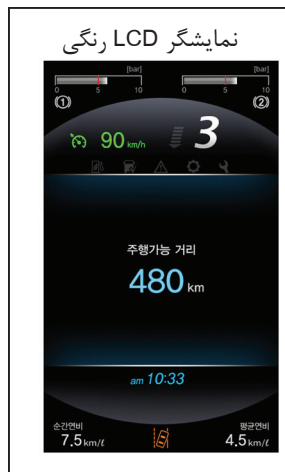 نمایشگر LCD رنگی
[bar] [bar]
0 5 10 0 5 10
(1) (2)
90 km/h 3
주행가능 거리
480 km
am 10:33
순간연비 평균연비
7.5 km/ℓ 4.5 km/ℓ